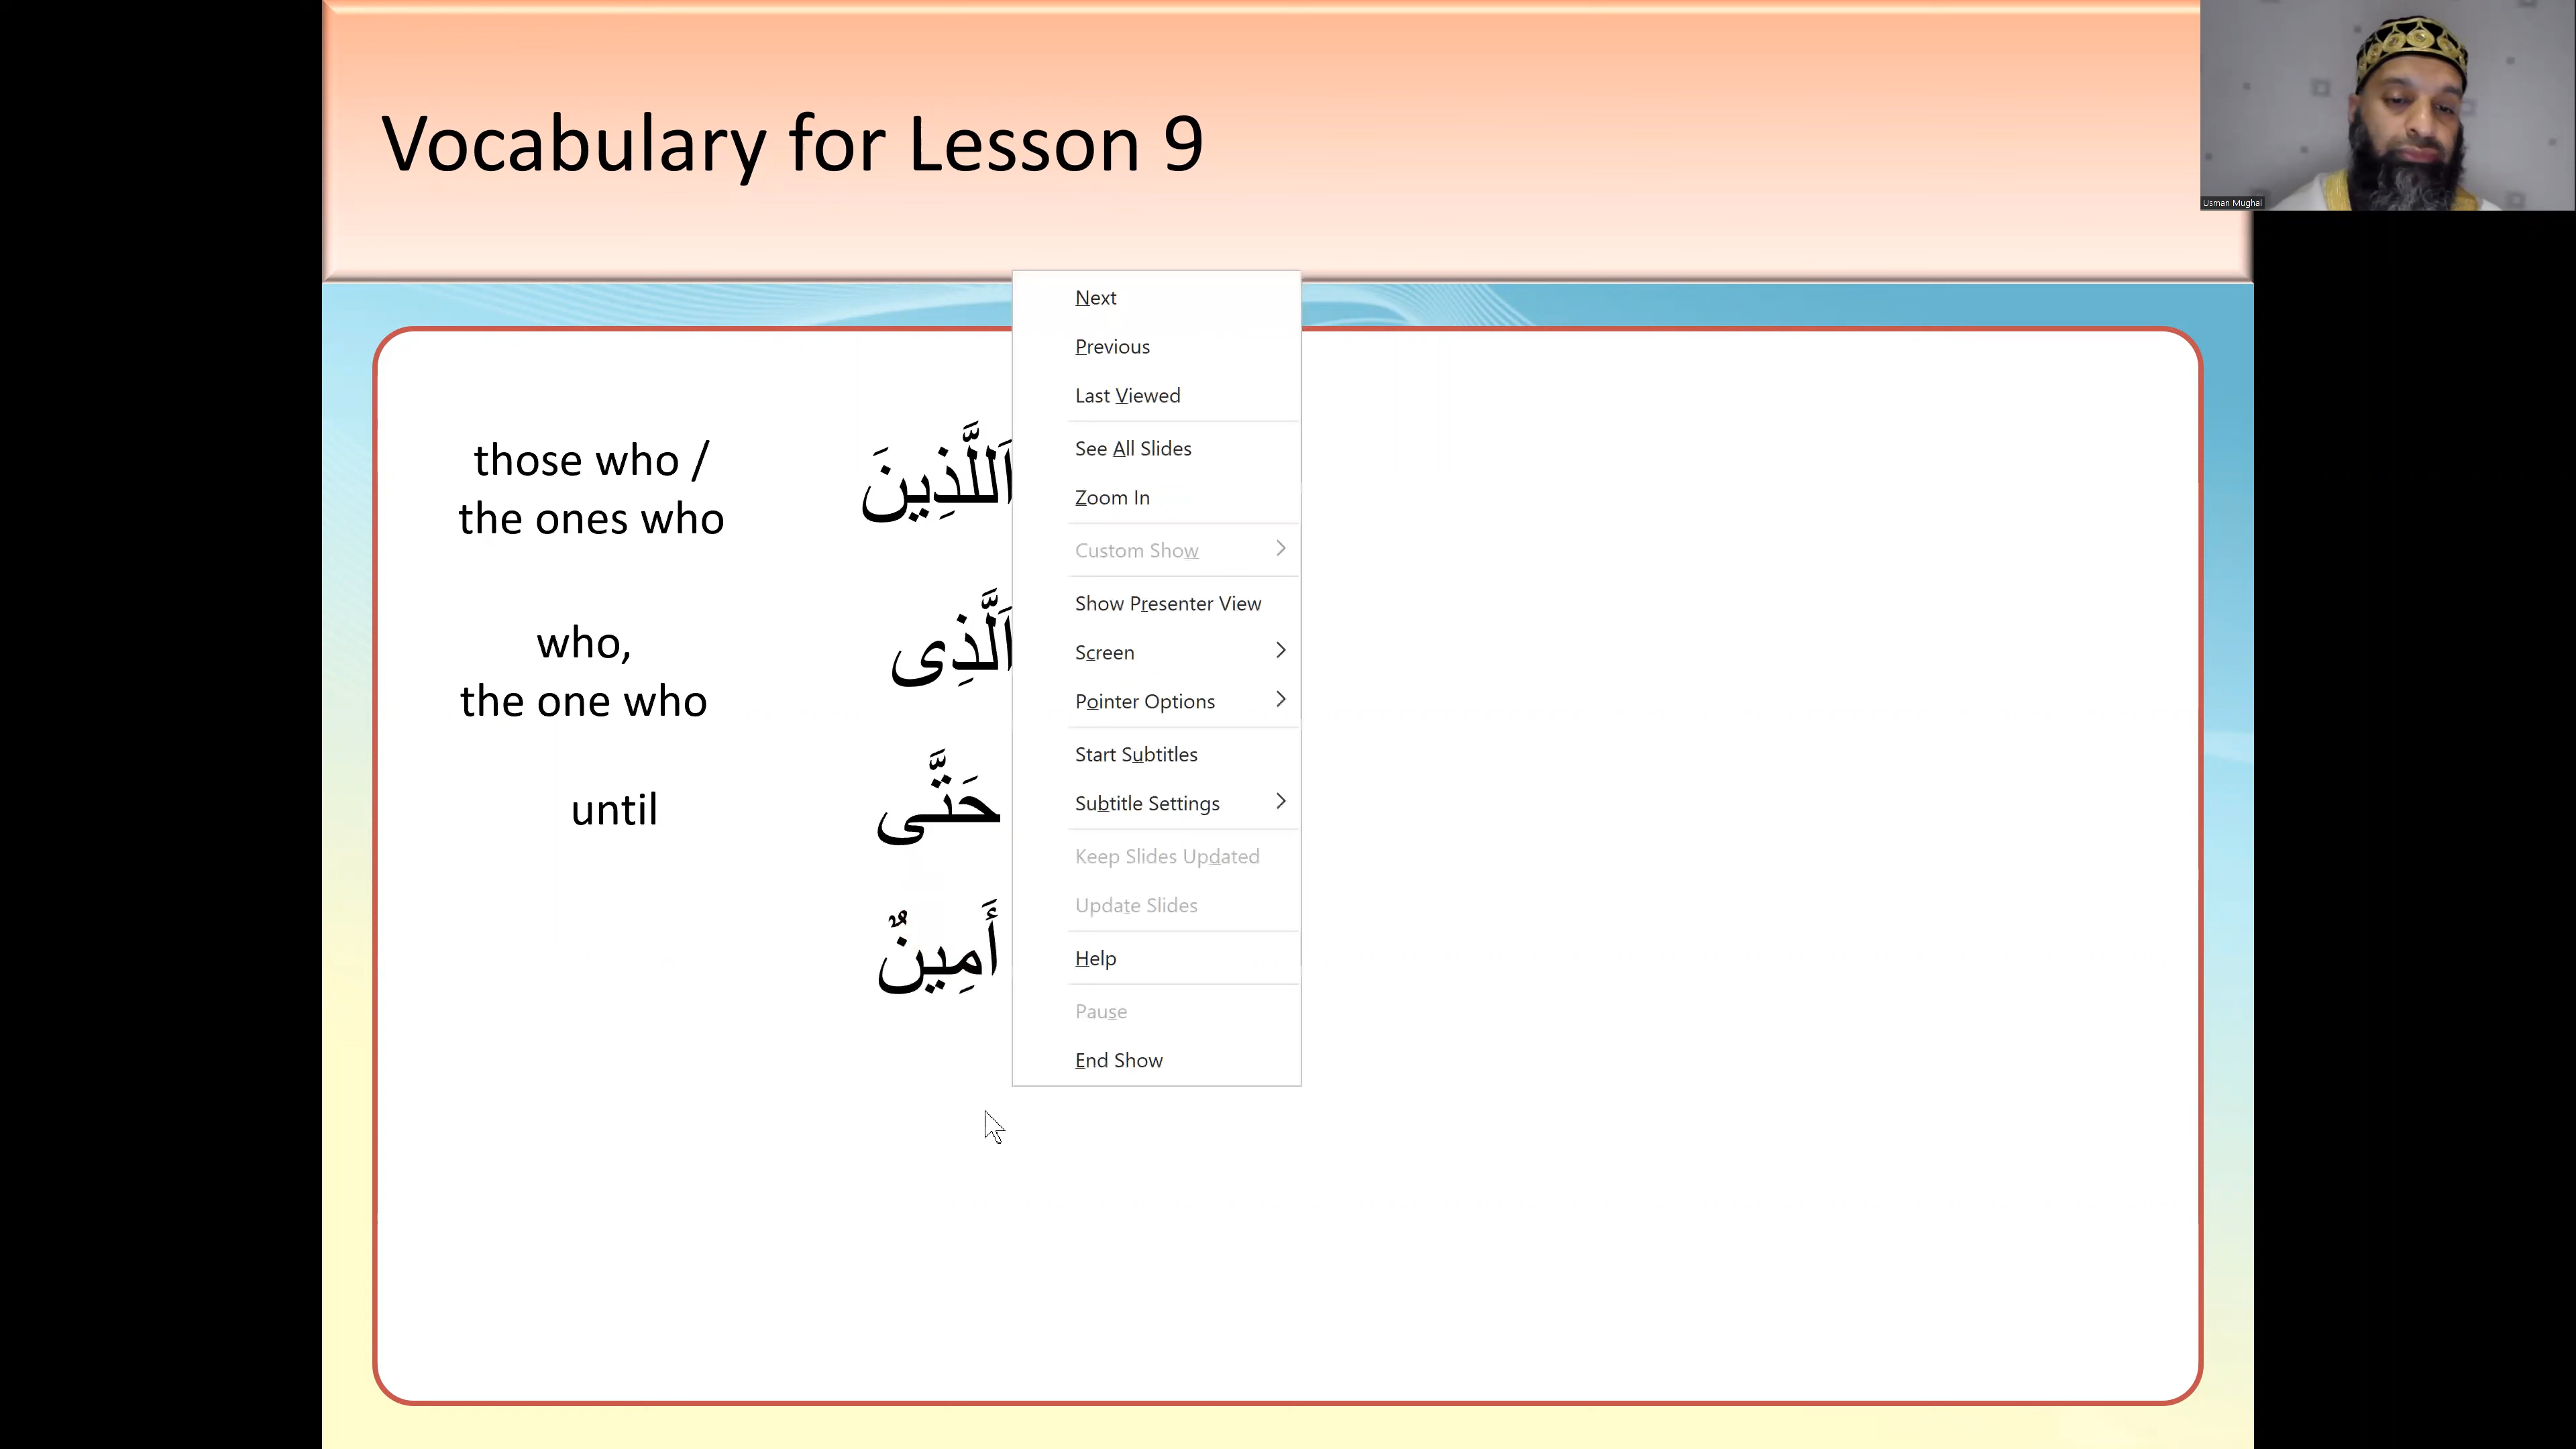 Vocabulary for Lesson 9
Usman Mughal
those who /
the ones who
اَللَّذِينَ
who,
the one who
اَلَّذِى
until
حَتَّى
أَمِينٌ
Next
Previous
Last Viewed
See All Slides
Zoom In
Custom Show
Show Presenter View
Screen
Pointer Options
Start Subtitles
Subtitle Settings
Keep Slides Updated
Update Slides
Help
Pause
End Show